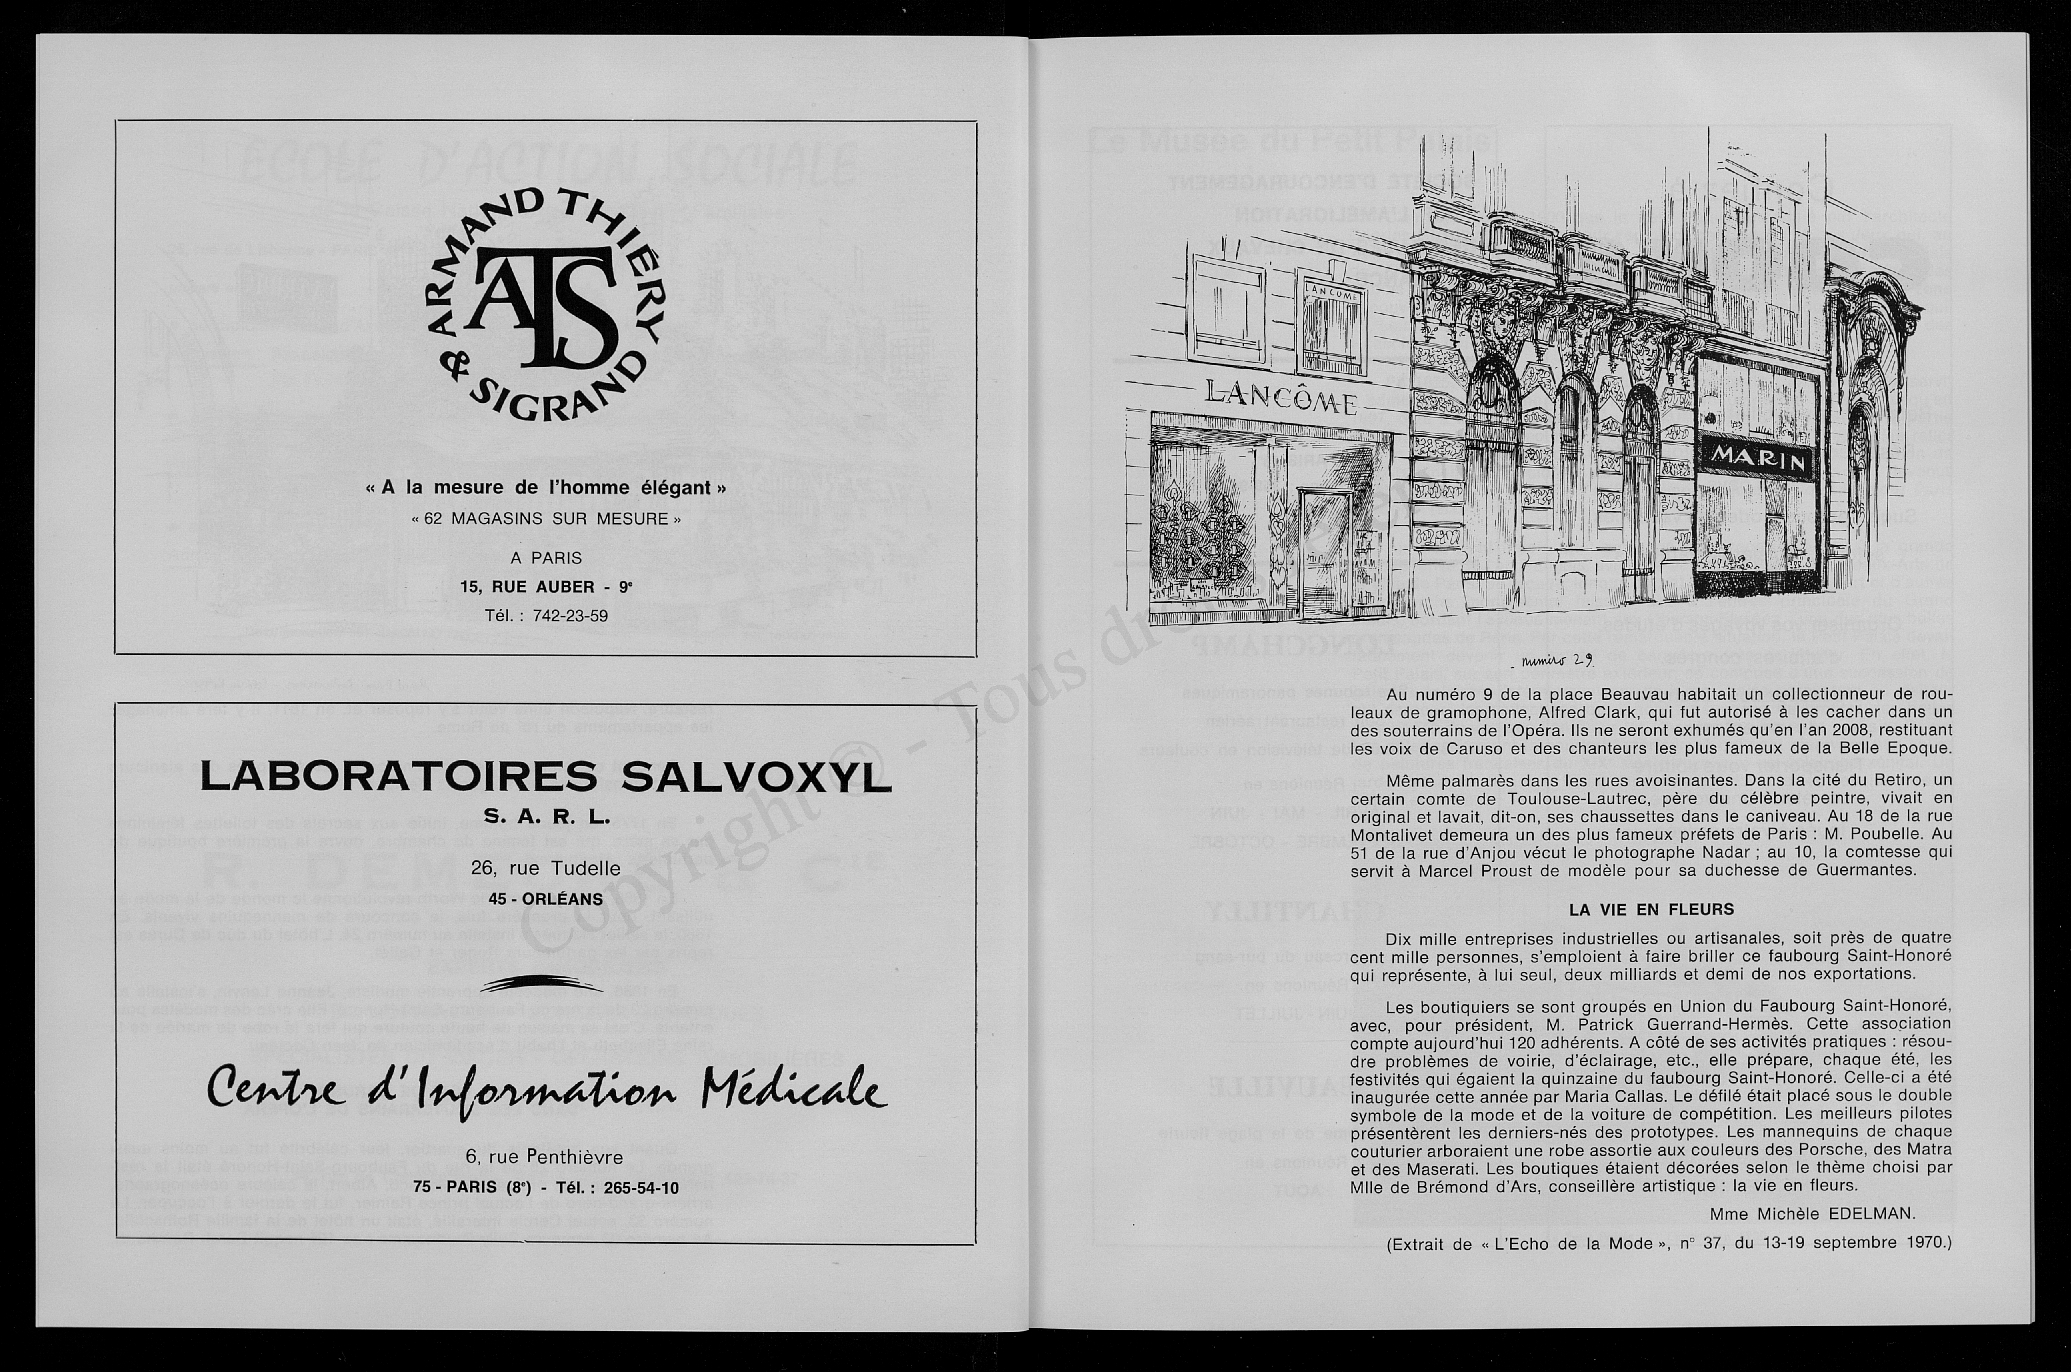 ARMAND THIÉRY & SIGRAND
ATS
« A la mesure de l'homme élégant »
« 62 MAGASINS SUR MESURE »
A PARIS
15, RUE AUBER - 9e
Tél. : 742-23-59
LABORATOIRES SALVOXYL
S. A. R. L.
26, rue Tudelle
45 - ORLÉANS
Centre d'Information Médicale
6, rue Penthièvre
75 - PARIS (8e) - Tél. : 265-54-10
Copyright © - Tous
LANCOME
LANCÔME
MARIN
numéro 29
Au numéro 9 de la place Beauvau habitait un collectionneur de rou-
leaux de gramophone, Alfred Clark, qui fut autorisé à les cacher dans un
des souterrains de l'Opéra. Ils ne seront exhumés qu'en l'an 2008, restituant
les voix de Caruso et des chanteurs les plus fameux de la Belle Epoque.
Même palmarès dans les rues avoisinantes. Dans la cité du Retiro, un
certain comte de Toulouse-Lautrec, père du célèbre peintre, vivait en
original et lavait, dit-on, ses chaussettes dans le caniveau. Au 18 de la rue
Montalivet demeura un des plus fameux préfets de Paris : M. Poubelle. Au
51 de la rue d'Anjou vécut le photographe Nadar ; au 10, la comtesse qui
servit à Marcel Proust de modèle pour sa duchesse de Guermantes.
LA VIE EN FLEURS
Dix mille entreprises industrielles ou artisanales, soit près de quatre
cent mille personnes, s'emploient à faire briller ce faubourg Saint-Honoré
qui représente, à lui seul, deux milliards et demi de nos exportations.
Les boutiquiers se sont groupés en Union du Faubourg Saint-Honoré,
avec, pour président, M. Patrick Guerrand-Hermès. Cette association
compte aujourd'hui 120 adhérents. A côté de ses activités pratiques : résou-
dre problèmes de voirie, d'éclairage, etc., elle prépare, chaque été, les
festivités qui égaient la quinzaine du faubourg Saint-Honoré. Celle-ci a été
inaugurée cette année par Maria Callas. Le défilé était placé sous le double
symbole de la mode et de la voiture de compétition. Les meilleurs pilotes
présentèrent les derniers-nés des prototypes. Les mannequins de chaque
couturier arboraient une robe assortie aux couleurs des Porsche, des Matra
et des Maserati. Les boutiques étaient décorées selon le thème choisi par
Mlle de Brémond d'Ars, conseillère artistique : la vie en fleurs.
Mme Michèle EDELMAN.
(Extrait de « L'Echo de la Mode », n° 37, du 13-19 septembre 1970.)